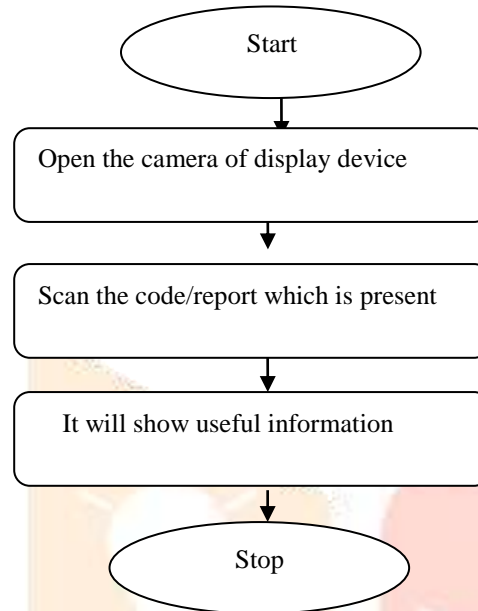 Start
Open the camera of display device
Scan the code/report which is present
It will show useful information
Stop